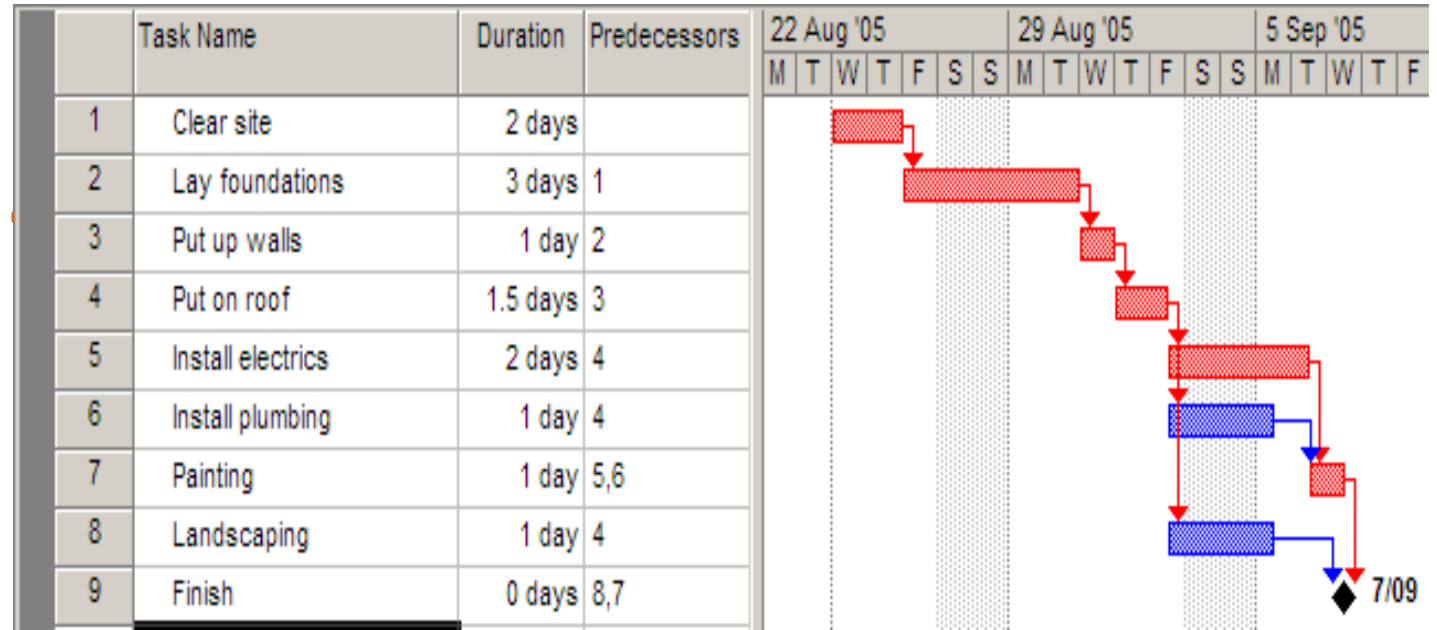 Task Name Duration Predecessors 22 Aug '05 29 Aug '05 5 Sep '05
M T W T F S S M T W T F S S M T W T F
1 Clear site 2 days
2 Lay foundations 3 days 1
3 Put up walls 1 day 2
4 Put on roof 1.5 days 3
5 Install electrics 2 days 4
6 Install plumbing 1 day 4
7 Painting 1 day 5,6
8 Landscaping 1 day 4
9 Finish 0 days 8,7 7/09